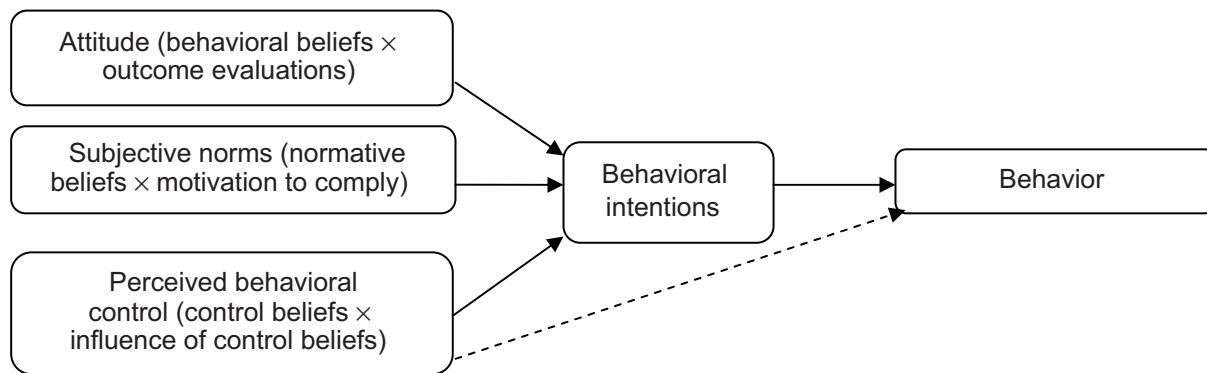 Attitude (behavioral beliefs ×
outcome evaluations)
Subjective norms (normative
beliefs × motivation to comply)
Perceived behavioral
control (control beliefs ×
influence of control beliefs)
Behavioral
intentions
Behavior